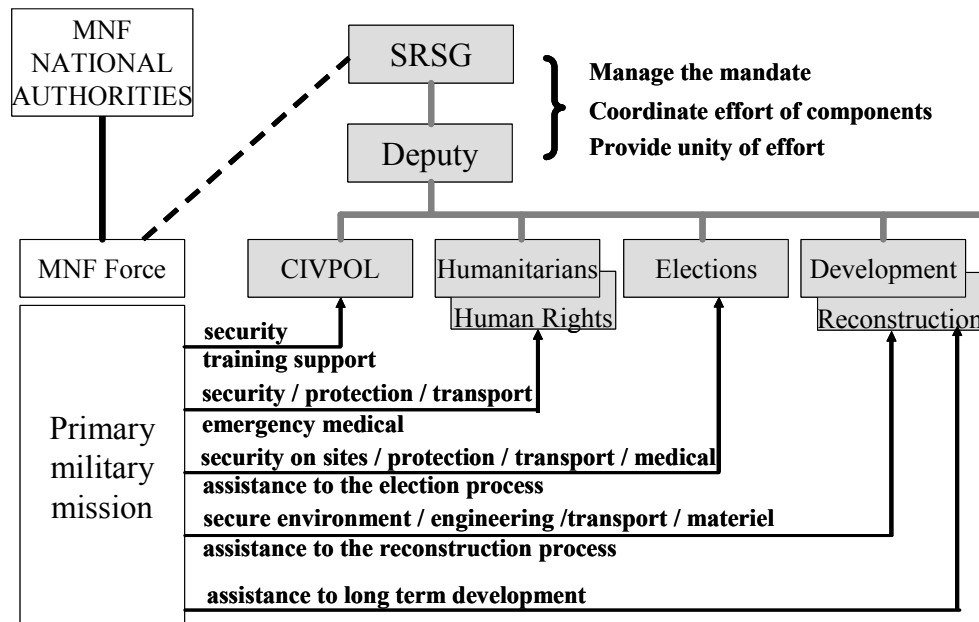 MNF
NATIONAL
AUTHORITIES
SRSG
Manage the mandate
Coordinate effort of components
Provide unity of effort
Deputy
MNF Force
CIVPOL
Humanitarians
Human Rights
Elections
Development
Reconstruction
Primary
military
mission
security
training support
security / protection / transport
emergency medical
security on sites / protection / transport / medical
assistance to the election process
secure environment / engineering /transport / materiel
assistance to the reconstruction process
assistance to long term development